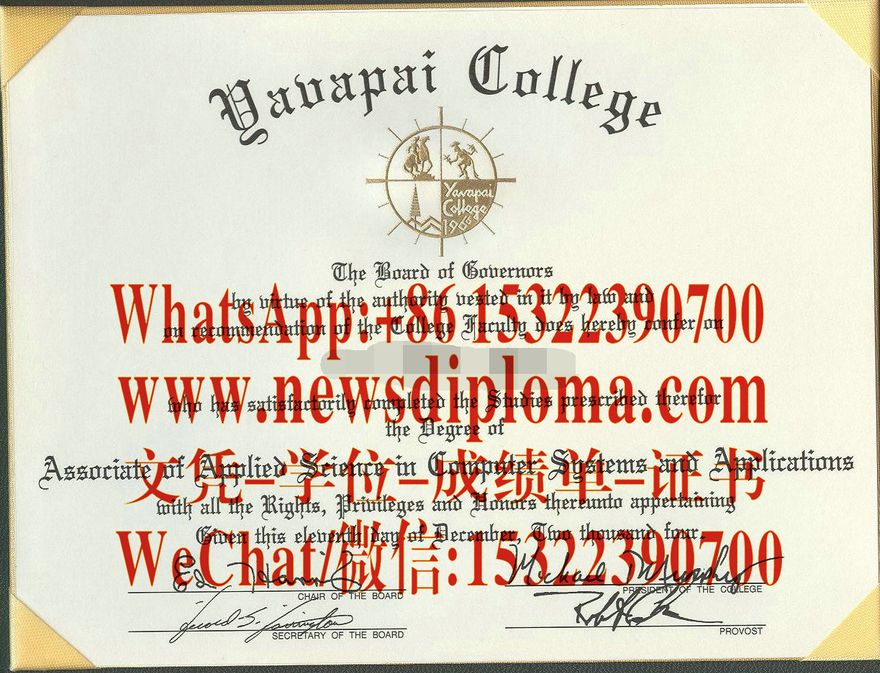 Yavapai College
Yavapai
College
1966
The Board of Governors
by virtue of the authority vested in it by law and
WhatsApp:+86 15322390700
on recommendation of the College Faculty does hereby confer on
www.newsdiploma.com
who has satisfactorily completed the Studies prescribed therefor
the Degree of
Associate of Applied Science in Computer Systems and Applications
文凭-学位-成绩单-证书
with all the Rights, Privileges and Honors thereunto appertaining
Given this eleventh day of December, Two thousand four.
WeChat/微信:15322390700
CHAIR OF THE BOARD
Michael Murphy
PRESIDENT OF THE COLLEGE
SECRETARY OF THE BOARD
PROVOST